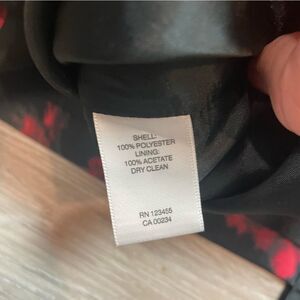 SHELL:
100% POLYESTER
LINING:
100% ACETATE
DRY CLEAN
RN 123455
CA 00234